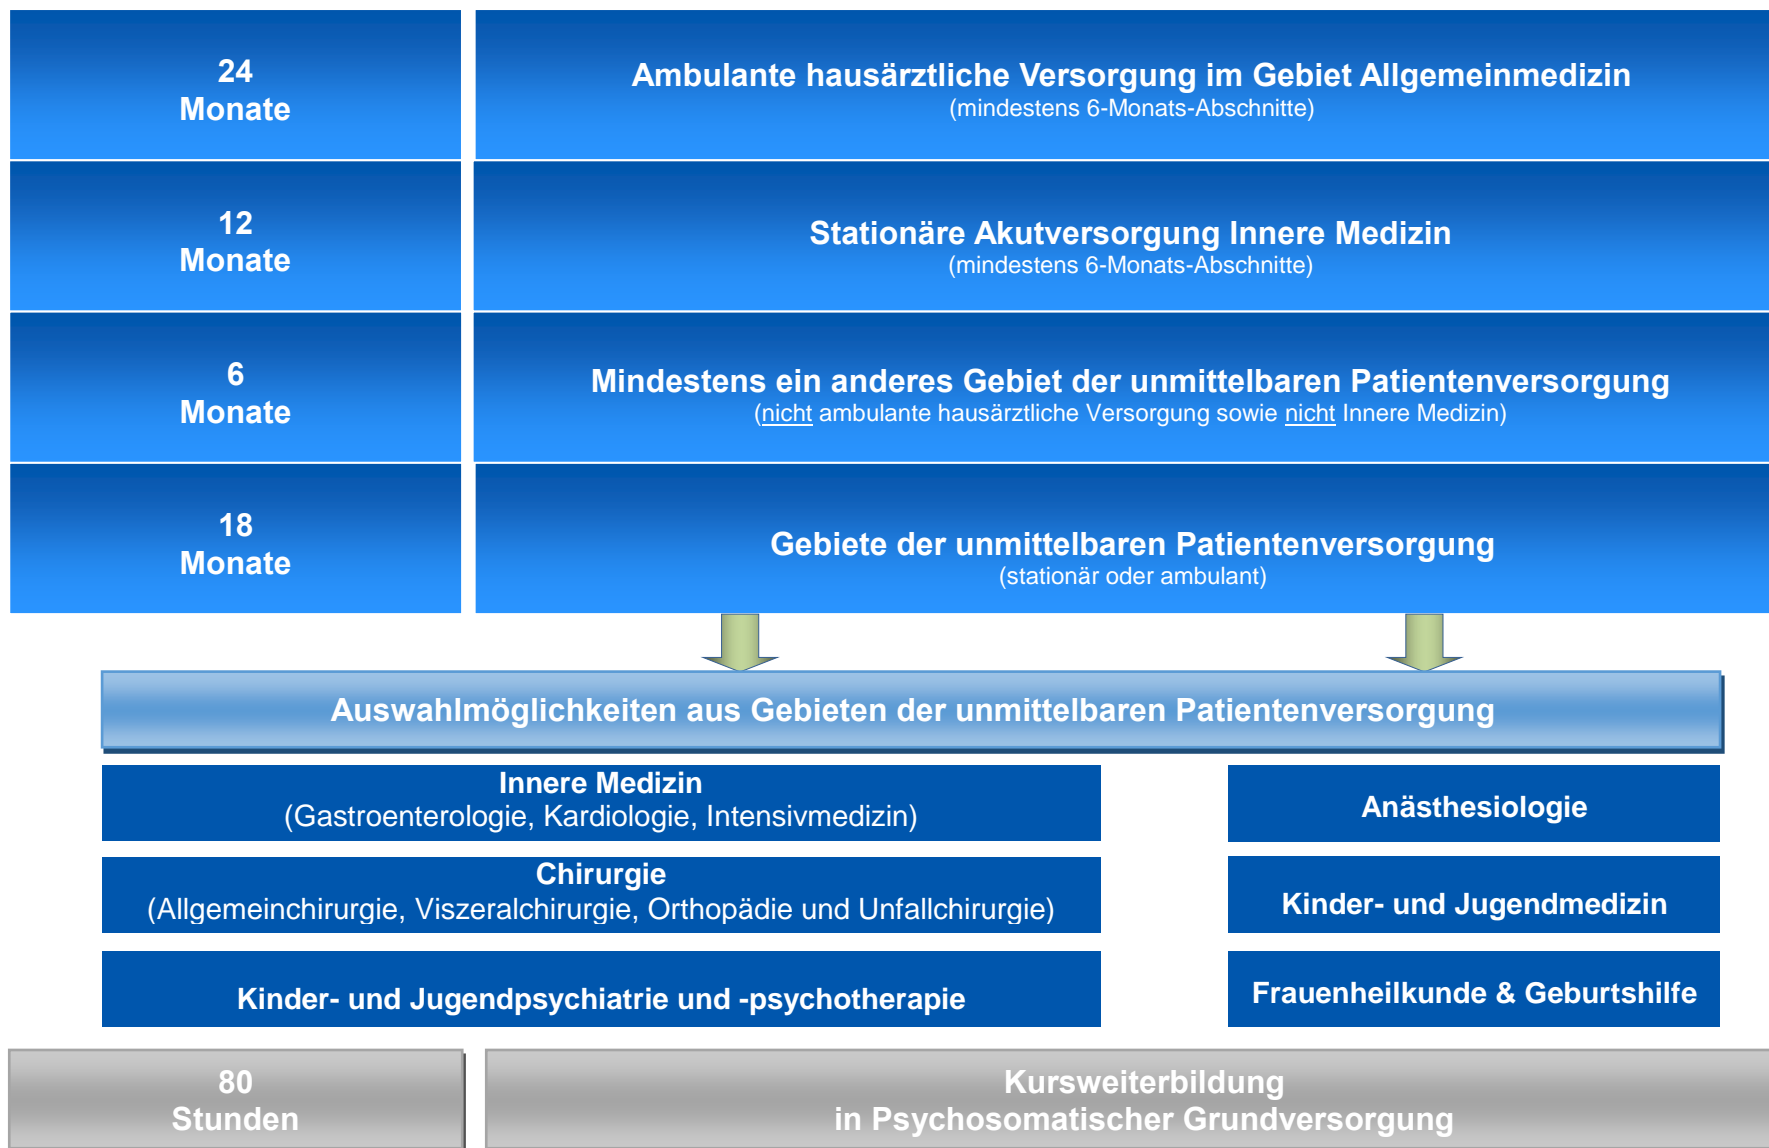 24
Monate
Ambulante hausärztliche Versorgung im Gebiet Allgemeinmedizin
(mindestens 6-Monats-Abschnitte)
12
Monate
Stationäre Akutversorgung Innere Medizin
(mindestens 6-Monats-Abschnitte)
6
Monate
Mindestens ein anderes Gebiet der unmittelbaren Patientenversorgung
(nicht ambulante hausärztliche Versorgung sowie nicht Innere Medizin)
18
Monate
Gebiete der unmittelbaren Patientenversorgung
(stationär oder ambulant)
Auswahlmöglichkeiten aus Gebieten der unmittelbaren Patientenversorgung
Innere Medizin
(Gastroenterologie, Kardiologie, Intensivmedizin)
Anästhesiologie
Chirurgie
(Allgemeinchirurgie, Viszeralchirurgie, Orthopädie und Unfallchirurgie)
Kinder- und Jugendmedizin
Kinder- und Jugendpsychiatrie und -psychotherapie
Frauenheilkunde & Geburtshilfe
80
Stunden
Kursweiterbildung
in Psychosomatischer Grundversorgung